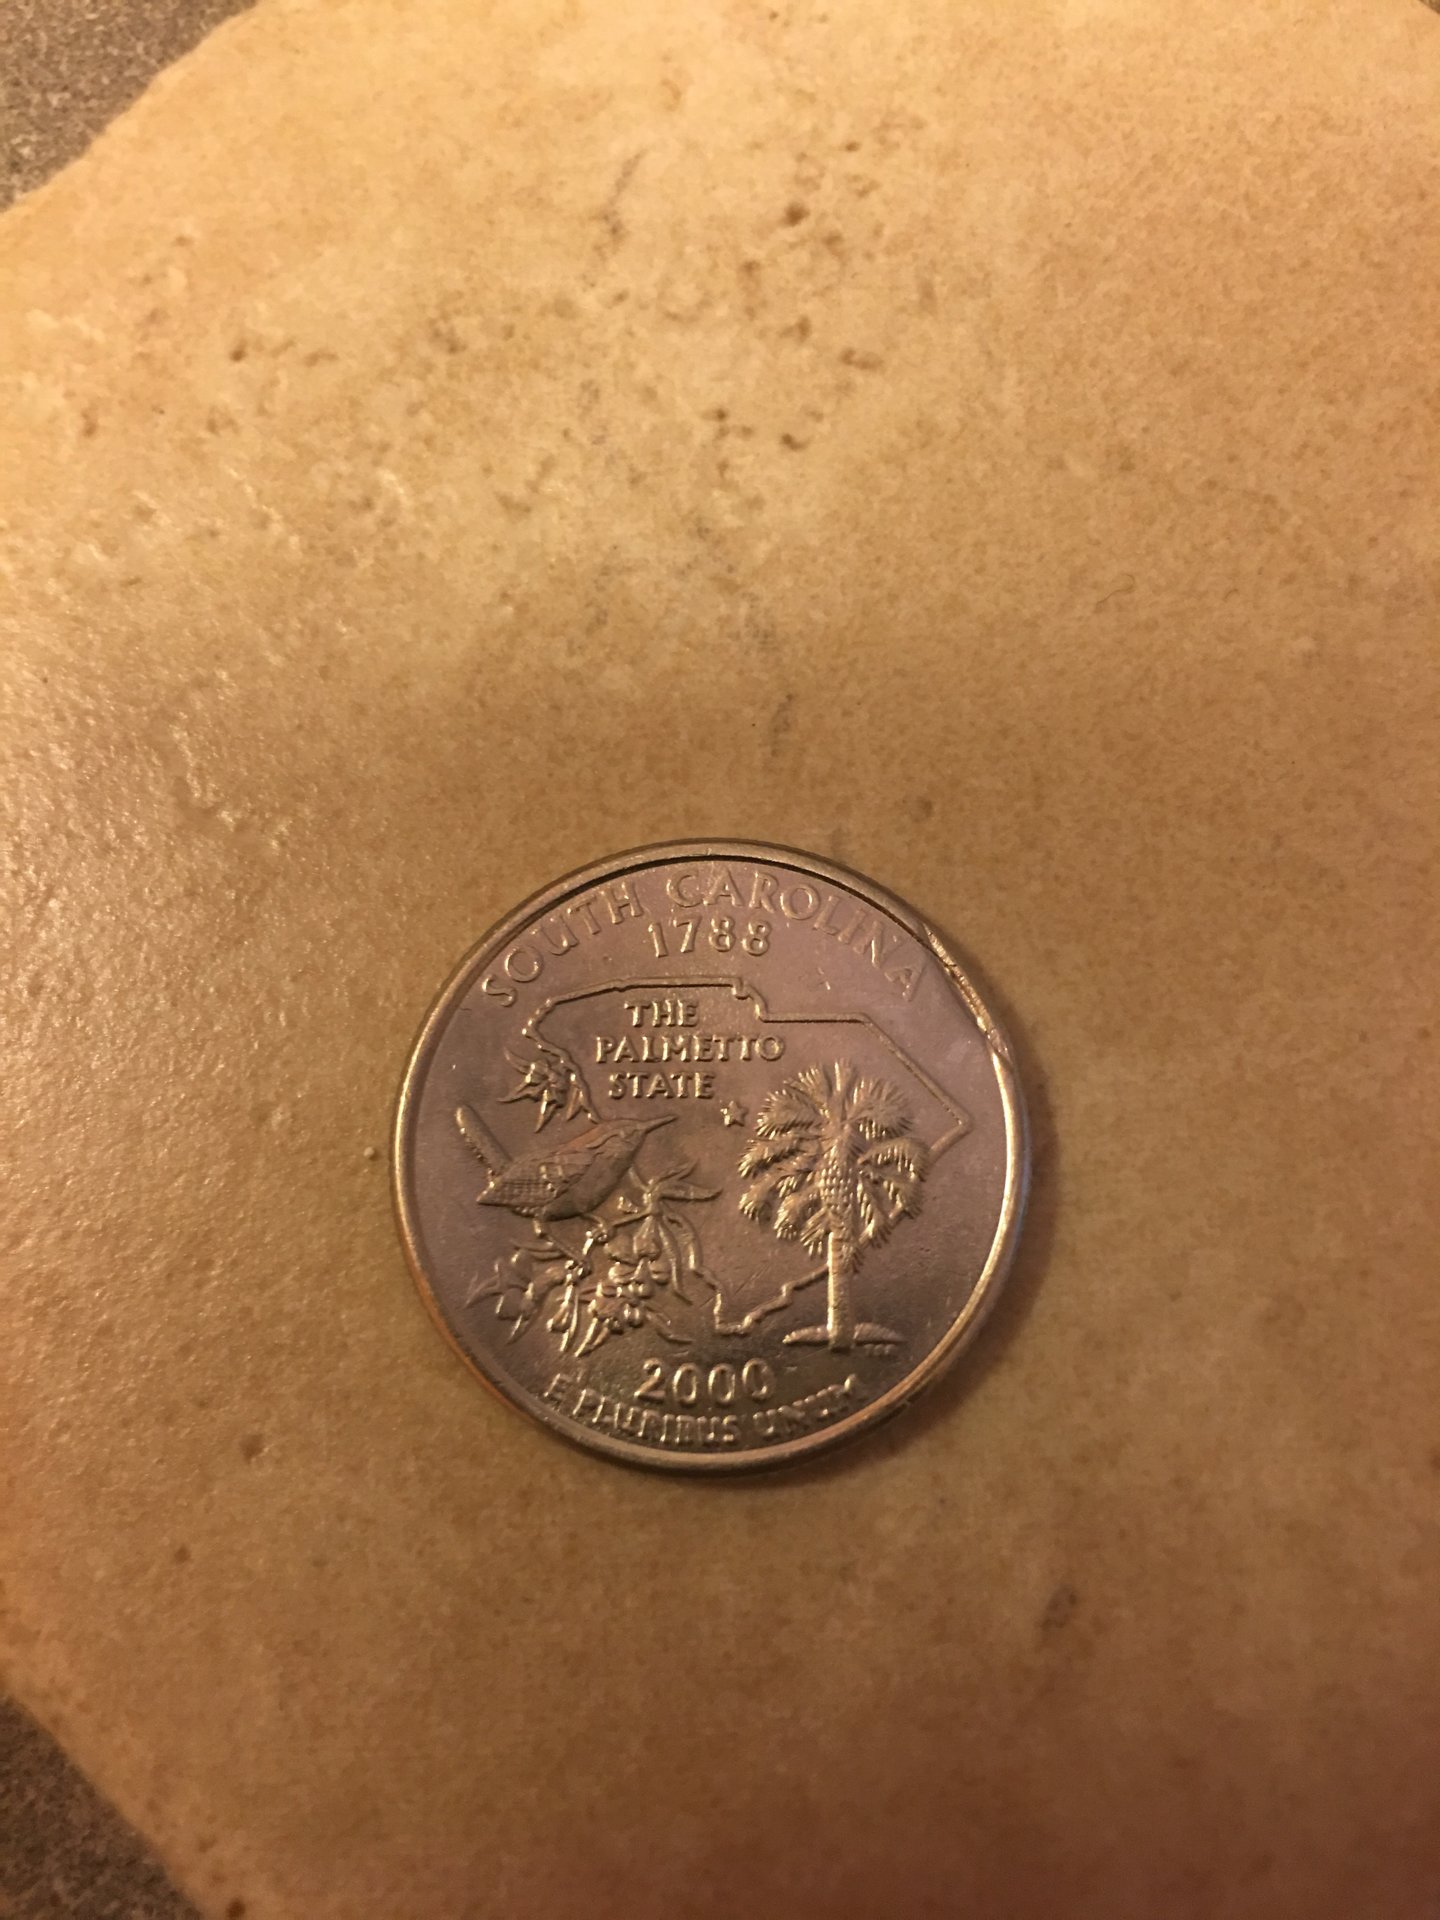 SOUTH CAROLINA
1788
THE
PALMETTO
STATE
2000
E PLURIBUS UNUM